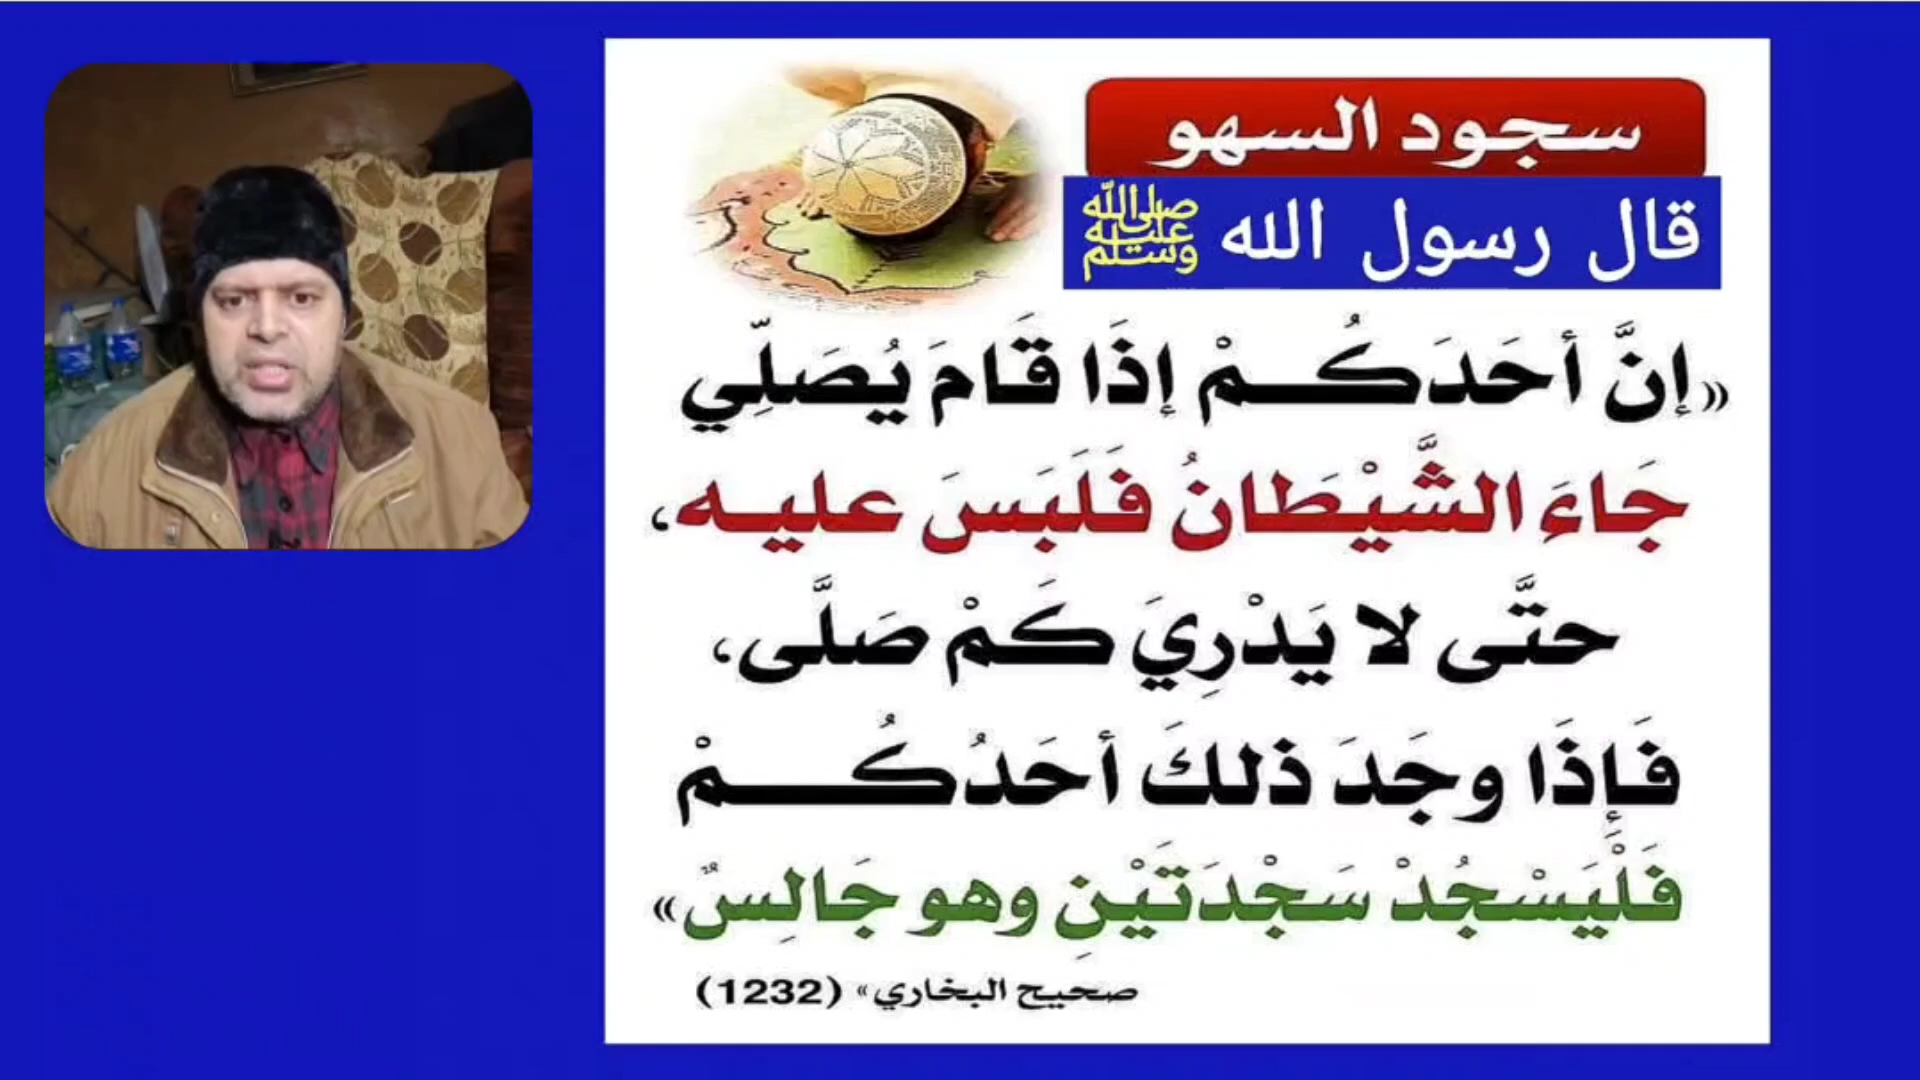 سجود السهو
قال رسول الله ﷺ
«إنَّ أحَدَكُمْ إذَا قَامَ يُصَلِّي
جَاءَ الشَّيْطَانُ فَلَبَسَ عليه،
حتَّى لا يَدْرِيَ كَمْ صَلَّى،
فَإِذَا وجَدَ ذلكَ أحَدُكُمْ
فَلْيَسْجُدْ سَجْدَتَيْنِ وهو جَالِسٌ»
صحيح البخاري» (1232)